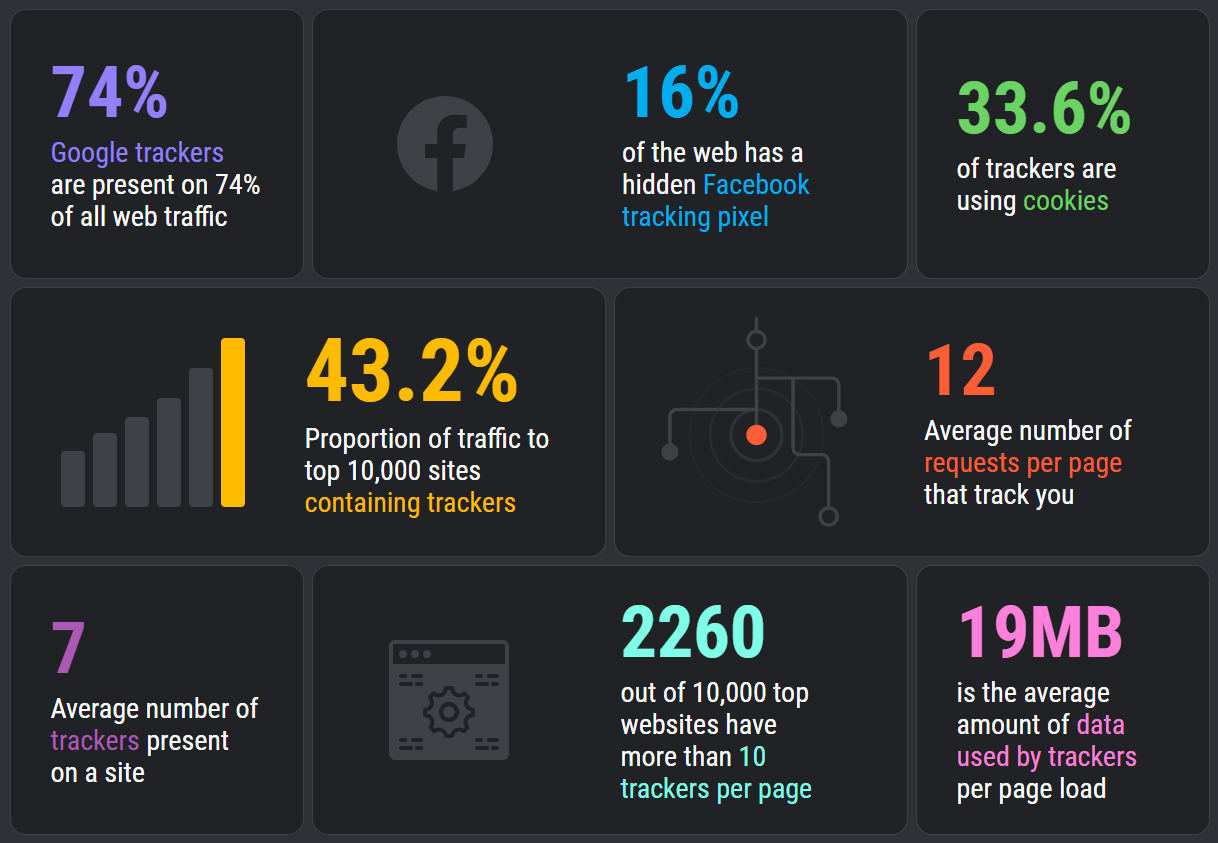 74%
Google trackers
are present on 74%
of all web traffic
16%
of the web has a
hidden Facebook
tracking pixel
33.6%
of trackers are
using cookies
43.2%
Proportion of traffic to
top 10,000 sites
containing trackers
12
Average number of
requests per page
that track you
7
Average number of
trackers present
on a site
2260
out of 10,000 top
websites have
more than 10
trackers per page
19MB
is the average
amount of data
used by trackers
per page load